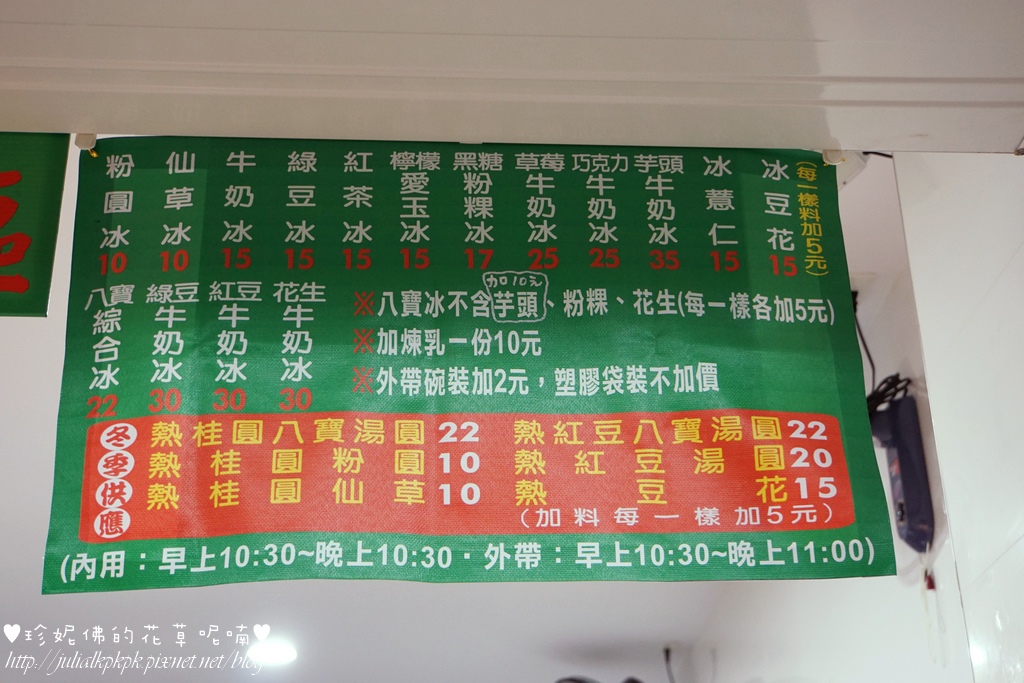 粉圓冰 10
仙草冰 10
牛奶冰 15
綠豆冰 15
紅茶冰 15
檸檬愛玉冰 15
黑糖粉粿冰 17
草莓牛奶冰 25
巧克力牛奶冰 25
芋頭牛奶冰 35
冰薏仁 15
冰豆花 15
(每一樣料加5元)
八寶綜合冰 22
綠豆牛奶冰 30
紅豆牛奶冰 30
花生牛奶冰 30
加10元
※八寶冰不含芋頭、粉粿、花生(每一樣各加5元)
※加煉乳一份10元
※外帶碗裝加2元，塑膠袋裝不加價
冬季供應
熱桂圓八寶湯圓 22
熱桂圓粉圓 10
熱桂圓仙草 10
熱紅豆八寶湯圓 22
熱紅豆湯圓 20
熱豆花 15
(加料每一樣加5元)
(內用：早上10:30~晚上10:30·外帶：早上10:30~晚上11:00)
♥珍妮佛的花草呢喃♥
http://julialkpkpk.pixnet.net/blog